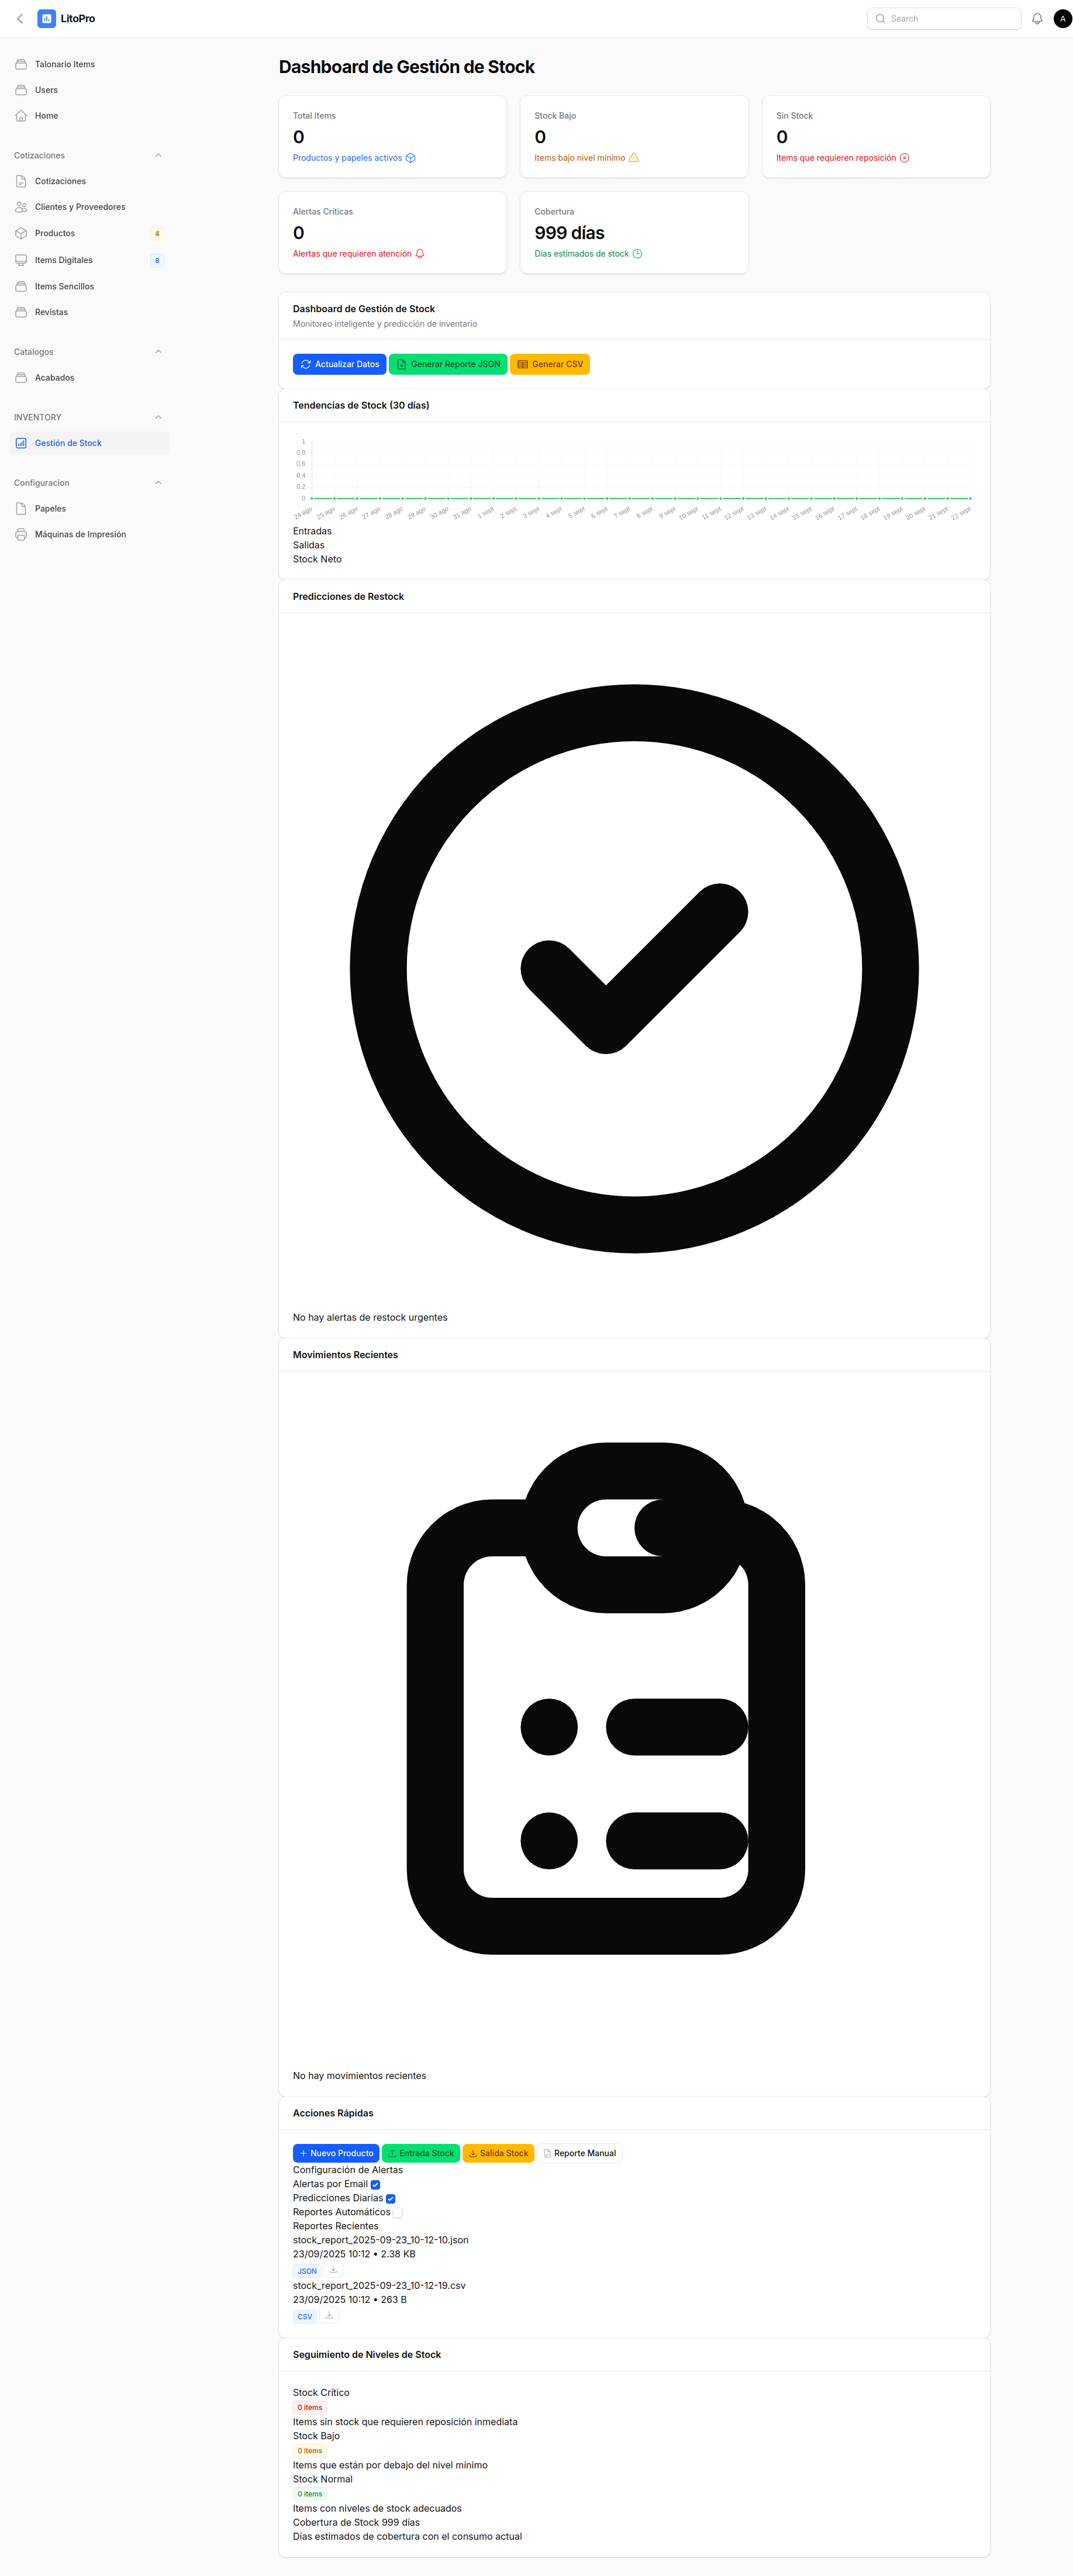 LitoPro
Search
A
Talonario Items
Users
Home
Cotizaciones
Cotizaciones
Clientes y Proveedores
Productos 4
Items Digitales 8
Items Sencillos
Revistas
Catalogos
Acabados
INVENTORY
Gestión de Stock
Configuracion
Papeles
Máquinas de Impresión
Dashboard de Gestión de Stock
Total Items
0
Productos y papeles activos
Stock Bajo
0
Items bajo nivel mínimo
Sin Stock
0
Items que requieren reposición
Alertas Críticas
0
Alertas que requieren atención
Cobertura
999 días
Días estimados de stock
Dashboard de Gestión de Stock
Monitoreo inteligente y predicción de inventario
Actualizar Datos Generar Reporte JSON Generar CSV
Tendencias de Stock (30 días)
1
0,8
0,6
0,4
0,2
0
24 ago 25 ago 26 ago 27 ago 28 ago 29 ago 30 ago 31 ago 1 sept 2 sept 3 sept 4 sept 5 sept 6 sept 7 sept 8 sept 9 sept 10 sept 11 sept 12 sept 13 sept 14 sept 15 sept 16 sept 17 sept 18 sept 19 sept 20 sept 21 sept 22 sept
Entradas
Salidas
Stock Neto
Predicciones de Restock
No hay alertas de restock urgentes
Movimientos Recientes
No hay movimientos recientes
Acciones Rápidas
Nuevo Producto Entrada Stock Salida Stock Reporte Manual
Configuración de Alertas
Alertas por Email
Predicciones Diarias
Reportes Automáticos
Reportes Recientes
stock_report_2025-09-23_10-12-10.json
23/09/2025 10:12 • 2.38 KB
JSON
stock_report_2025-09-23_10-12-19.csv
23/09/2025 10:12 • 263 B
CSV
Seguimiento de Niveles de Stock
Stock Crítico
0 items
Items sin stock que requieren reposición inmediata
Stock Bajo
0 items
Items que están por debajo del nivel mínimo
Stock Normal
0 items
Items con niveles de stock adecuados
Cobertura de Stock 999 días
Días estimados de cobertura con el consumo actual